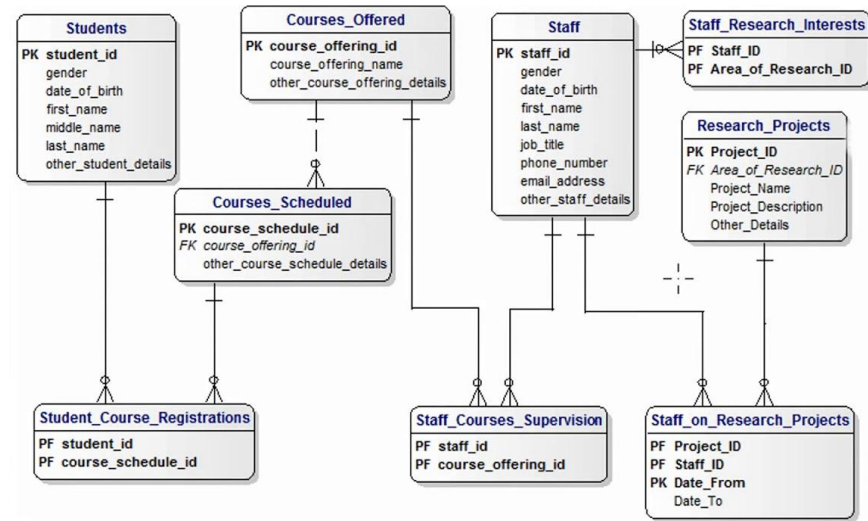 Students
PK student_id
gender
date_of_birth
first_name
middle_name
last_name
other_student_details
Courses_Offered
PK course_offering_id
course_offering_name
other_course_offering_details
Staff
PK staff_id
gender
date_of_birth
first_name
last_name
job_title
phone_number
email_address
other_staff_details
Staff_Research_Interests
PF Staff_ID
PF Area_of_Research_ID
Research_Projects
PK Project_ID
FK Area_of_Research_ID
Project_Name
Project_Description
Other_Details
Courses_Scheduled
PK course_schedule_id
FK course_offering_id
other_course_schedule_details
Student_Course_Registrations
PF student_id
PF course_schedule_id
Staff_Courses_Supervision
PF staff_id
PF course_offering_id
Staff_on_Research_Projects
PF Project_ID
PF Staff_ID
PK Date_From
Date_To